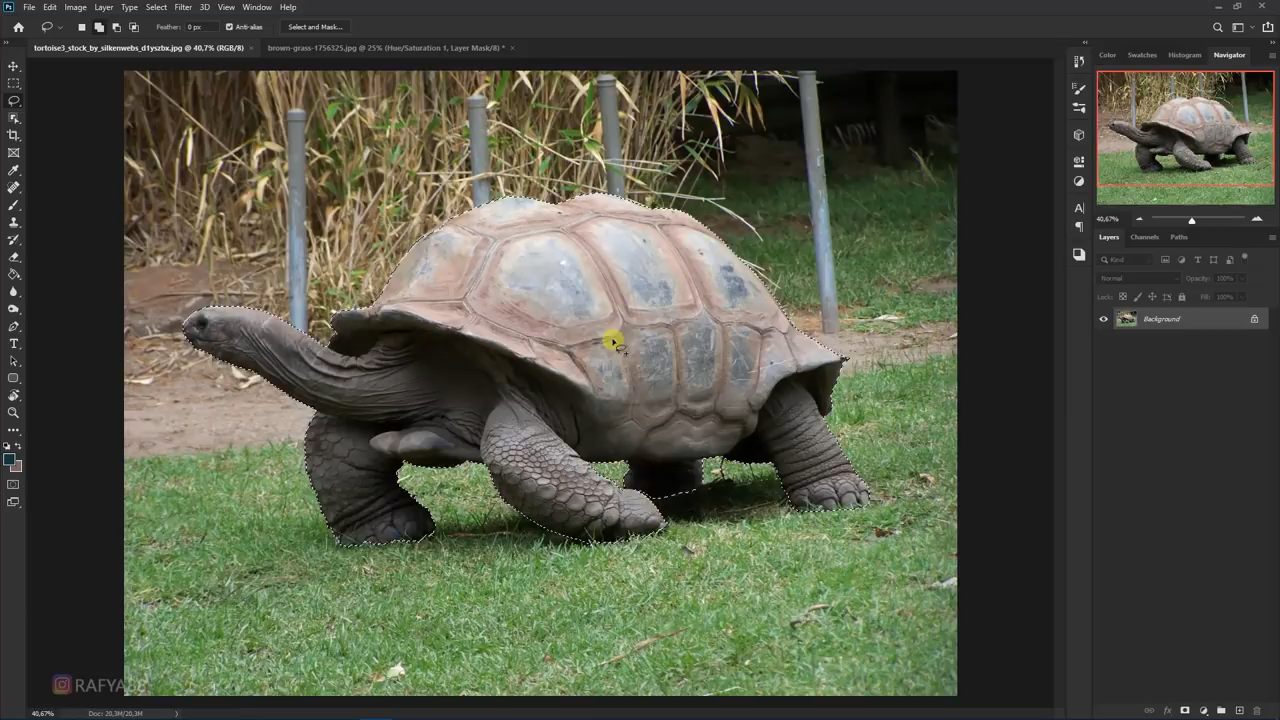 Ps File Edit Image Layer Type Select Filter 3D View Window Help
Feather: 0 px Anti-alias Select and Mask...
tortoise3_stock_by_silkenwebs_d1yszbx.jpg @ 40,7% (RGB/8) × brown-grass-1756325.jpg @ 25% (Hue/Saturation 1, Layer Mask/8) * ×
Color Swatches Histogram Navigator
40,67%
Layers Channels Paths
Kind
Normal Opacity: 100%
Lock: Fill: 100%
Background
40,67% Doc: 20,3M/20,3M